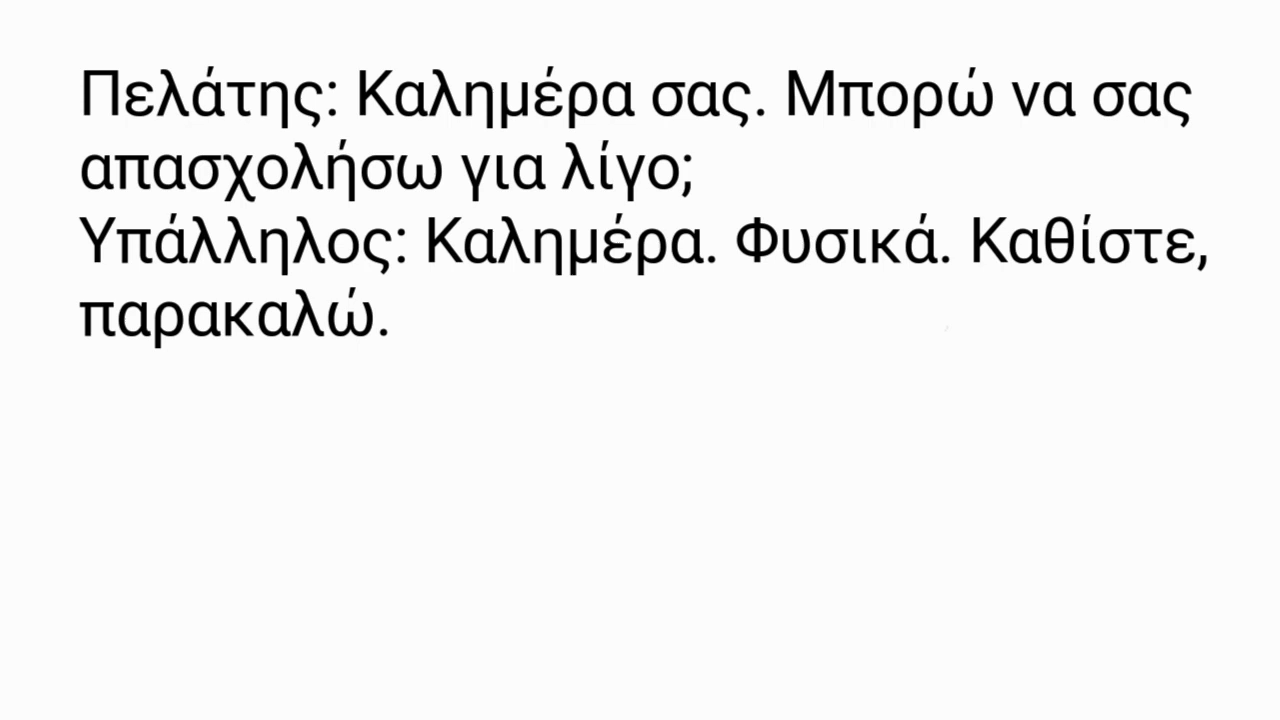 Πελάτης: Καλημέρα σας. Μπορώ να σας
απασχολήσω για λίγο;
Υπάλληλος: Καλημέρα. Φυσικά. Καθίστε,
παρακαλώ.